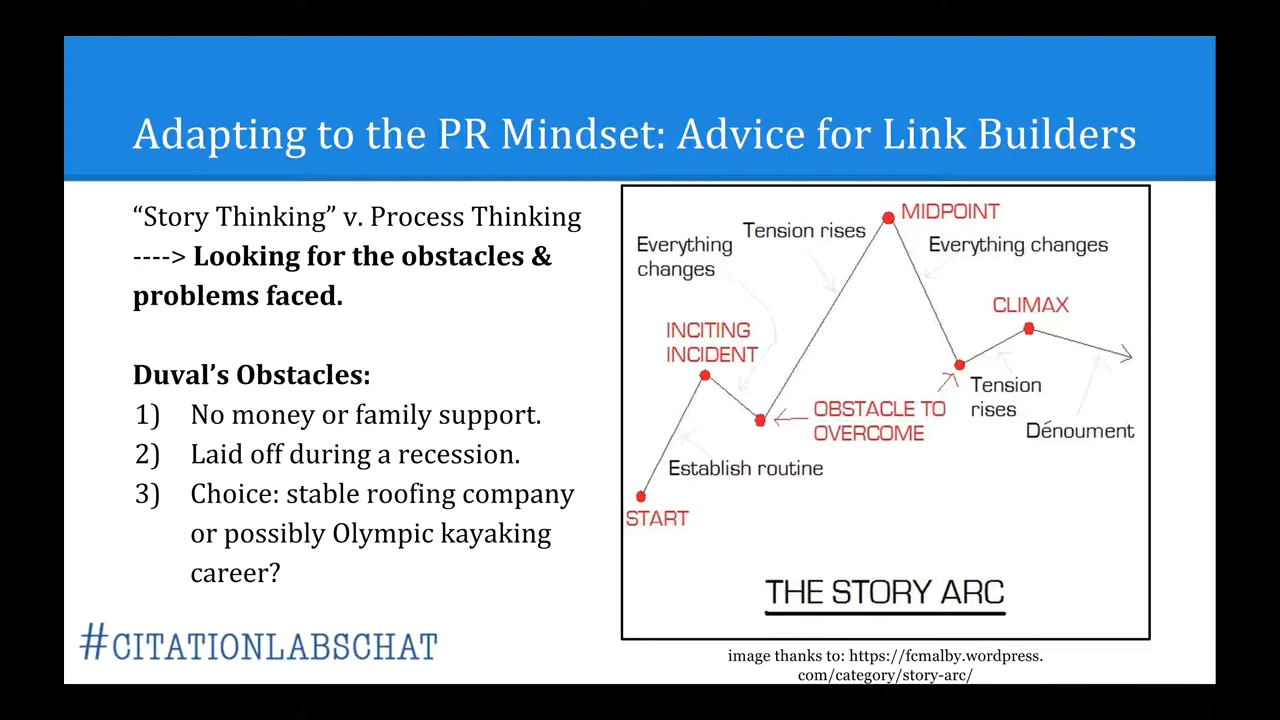 Adapting to the PR Mindset: Advice for Link Builders
“Story Thinking” v. Process Thinking
----> Looking for the obstacles &
problems faced.
Duval’s Obstacles:
1) No money or family support.
2) Laid off during a recession.
3) Choice: stable roofing company
or possibly Olympic kayaking
career?
#CITATIONLABSCHAT
MIDPOINT
Tension rises
Everything
changes
Everything changes
CLIMAX
INCITING
INCIDENT
Tension
rises
OBSTACLE TO
OVERCOME
Dénoument
Establish routine
START
THE STORY ARC
image thanks to: https://fcmalby.wordpress.
com/category/story-arc/